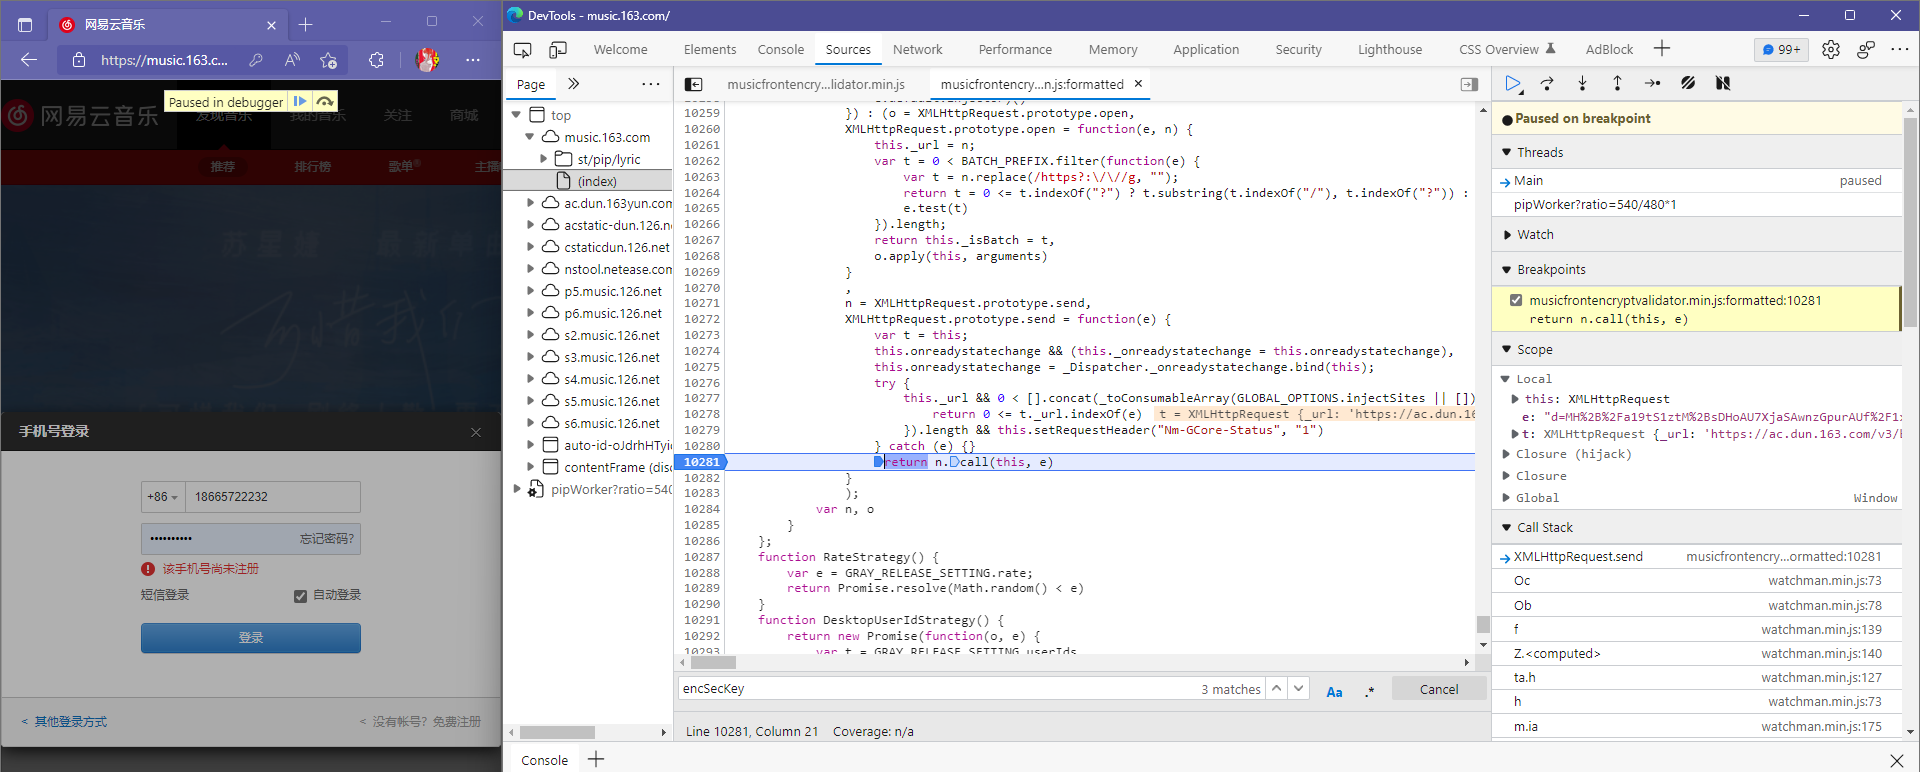 网易云音乐
https://music.163.c...
网易云音乐
Paused in debugger
发现音乐
我的音乐
关注
商城
推荐
排行榜
歌单
手机号登录
+86
18665722232
忘记密码?
该手机号尚未注册
短信登录
自动登录
登录
< 其他登录方式
< 没有帐号? 免费注册
DevTools - music.163.com/
Welcome
Elements
Console
Sources
Network
Performance
Memory
Application
Security
Lighthouse
CSS Overview
AdBlock
99+
Page
musicfrontencry...lidator.min.js
musicfrontencry...n.js:formatted
top
music.163.com
st/pip/lyric
(index)
ac.dun.163yun.com
acstatic-dun.126.n
cstaticdun.126.net
nstool.netease.com
p5.music.126.net
p6.music.126.net
s2.music.126.net
s3.music.126.net
s4.music.126.net
s5.music.126.net
s6.music.126.net
auto-id-oJdrhHTyi
contentFrame (disc
pipWorker?ratio=540
10259 }) : (o = XMLHttpRequest.prototype.open,
10260 XMLHttpRequest.prototype.open = function(e, n) {
10261 this._url = n;
10262 var t = 0 < BATCH_PREFIX.filter(function(e) {
10263 var t = n.replace(/https?:\/\//g, "");
10264 return t = 0 <= t.indexOf("?") ? t.substring(t.indexOf("/"), t.indexOf("?")) :
10265 e.test(t)
10266 }).length;
10267 return this._isBatch = t,
10268 o.apply(this, arguments)
10269 }
10270 ,
10271 n = XMLHttpRequest.prototype.send,
10272 XMLHttpRequest.prototype.send = function(e) {
10273 var t = this;
10274 this.onreadystatechange && (this._onreadystatechange = this.onreadystatechange),
10275 this.onreadystatechange = _Dispatcher._onreadystatechange.bind(this);
10276 try {
10277 this._url && 0 < [].concat(_toConsumableArray(GLOBAL_OPTIONS.injectSites || [])
10278 return 0 <= t._url.indexOf(e) t = XMLHttpRequest {_url: 'https://ac.dun.16
10279 }).length && this.setRequestHeader("Nm-GCore-Status", "1")
10280 } catch (e) {}
10281 return n.call(this, e)
10282 }
10283 );
10284 var n, o
10285 }
10286 };
10287 function RateStrategy() {
10288 var e = GRAY_RELEASE_SETTING.rate;
10289 return Promise.resolve(Math.random() < e)
10290 }
10291 function DesktopUserIdStrategy() {
10292 return new Promise(function(o, e) {
10293 var t = GRAY_RELEASE_SETTING.userIds
encSecKey
3 matches
Aa
.*
Cancel
Line 10281, Column 21 Coverage: n/a
Console
Paused on breakpoint
Threads
Main paused
pipWorker?ratio=540/480*1
Watch
Breakpoints
musicfrontencryptvalidator.min.js:formatted:10281
return n.call(this, e)
Scope
Local
this: XMLHttpRequest
e: "d=MH%2B%2Fa19tS1ztM%2BsDHoAU7XjaSAwnzGpurAUf%2F1x
t: XMLHttpRequest {_url: 'https://ac.dun.163.com/v3/
Closure (hijack)
Closure
Global Window
Call Stack
XMLHttpRequest.send musicfrontencry...ormatted:10281
Oc watchman.min.js:73
Ob watchman.min.js:78
f watchman.min.js:139
Z.<computed> watchman.min.js:140
ta.h watchman.min.js:127
h watchman.min.js:73
m.ia watchman.min.js:175